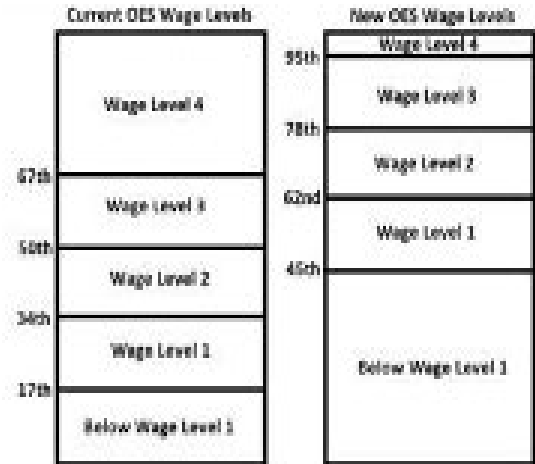 Current OES Wage Levels
Wage Level 4
67th
Wage Level 3
50th
Wage Level 2
34th
Wage Level 1
17th
Below Wage Level 1
New OES Wage Levels
Wage Level 4
95th
Wage Level 3
78th
Wage Level 2
62nd
Wage Level 1
45th
Below Wage Level 1